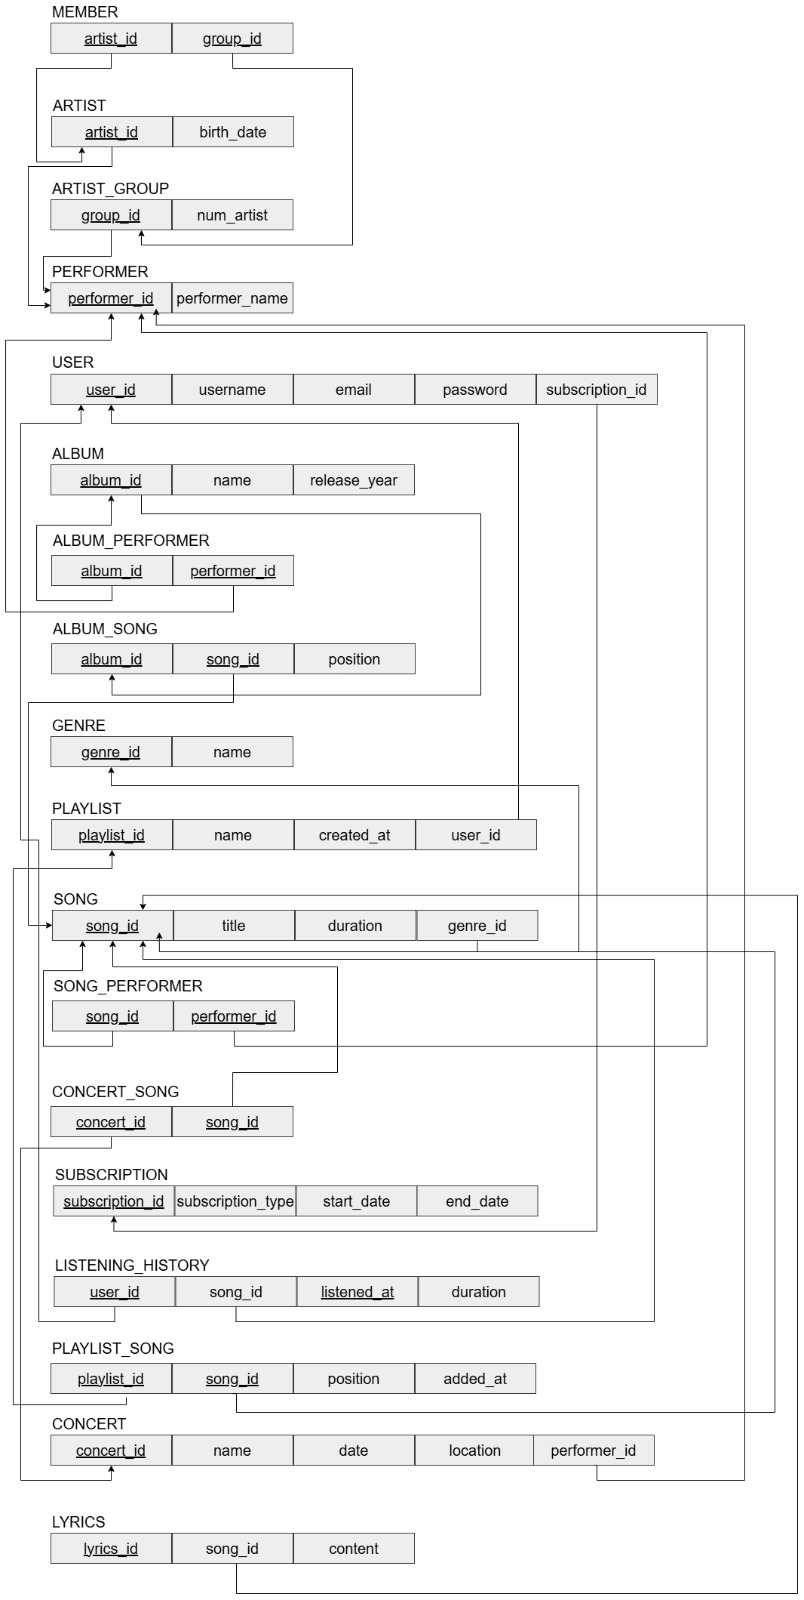 MEMBER
artist_id group_id
ARTIST
artist_id birth_date
ARTIST_GROUP
group_id num_artist
PERFORMER
performer_id performer_name
USER
user_id username email password subscription_id
ALBUM
album_id name release_year
ALBUM_PERFORMER
album_id performer_id
ALBUM_SONG
album_id song_id position
GENRE
genre_id name
PLAYLIST
playlist_id name created_at user_id
SONG
song_id title duration genre_id
SONG_PERFORMER
song_id performer_id
CONCERT_SONG
concert_id song_id
SUBSCRIPTION
subscription_id subscription_type start_date end_date
LISTENING_HISTORY
user_id song_id listened_at duration
PLAYLIST_SONG
playlist_id song_id position added_at
CONCERT
concert_id name date location performer_id
LYRICS
lyrics_id song_id content